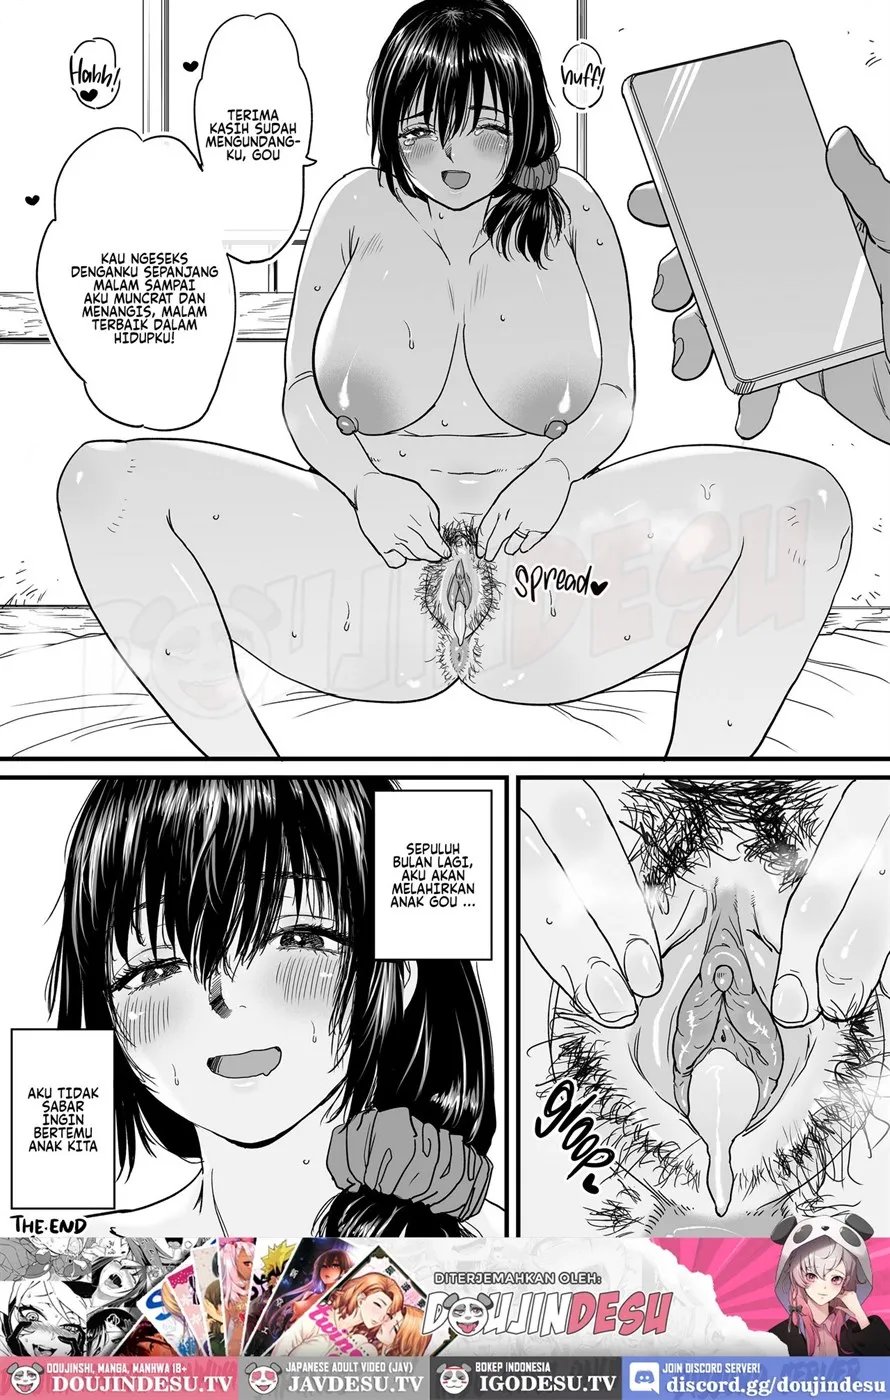 Hahh!
TERIMA
KASIH SUDAH
MENGUNDANG-
KU, GOU
huff!
KAU NGESEKS
DENGANKU SEPANJANG
MALAM SAMPAI
AKU MUNCRAT DAN
MENANGIS, MALAM
TERBAIK DALAM
HIDUPKU!
Spread
DOUJINDESU
SEPULUH
BULAN LAGI,
AKU AKAN
MELAHIRKAN
ANAK GOU ...
AKU TIDAK
SABAR
INGIN
BERTEMU
ANAK KITA
gloop
THE END
DITERJEMAHKAN OLEH:
DOUJINDESU
DOUJINSHI, MANGA, MANHWA 18+
DOUJINDESU.TV
JAPANESE ADULT VIDEO (JAV)
JAVDESU.TV
BOKEP INDONESIA
IGODESU.TV
JOIN DISCORD SERVER!
discord.gg/doujindesu